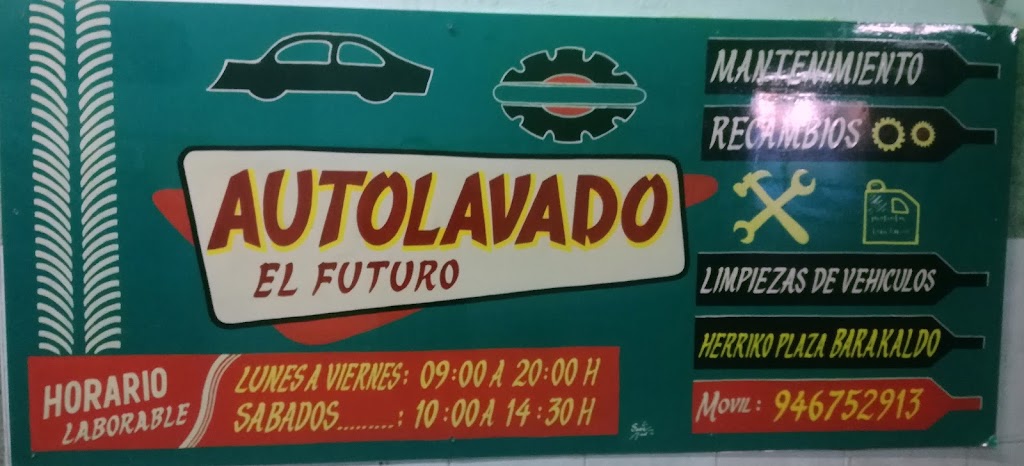 AUTOLAVADO
EL FUTURO
MANTENIMIENTO
RECAMBIOS
LIMPIEZAS DE VEHICULOS
HERRIKO PLAZA BARAKALDO
MOVIL: 946752913
HORARIO
LABORABLE
LUNES A VIERNES: 09:00 A 20:00 H
SABADOS.........: 10:00 A 14:30 H